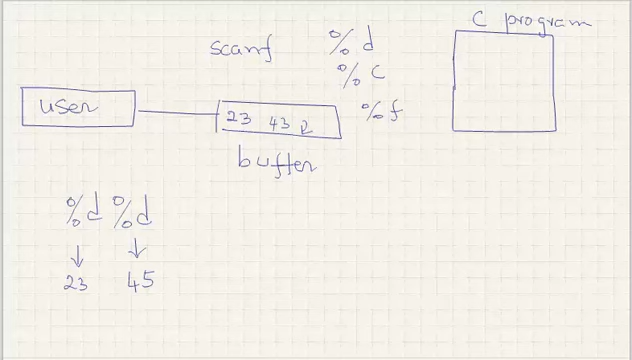 C program
scanf %d
%c
user 23 43 R %f
buffer
%d %d
↓ ↓
23 45